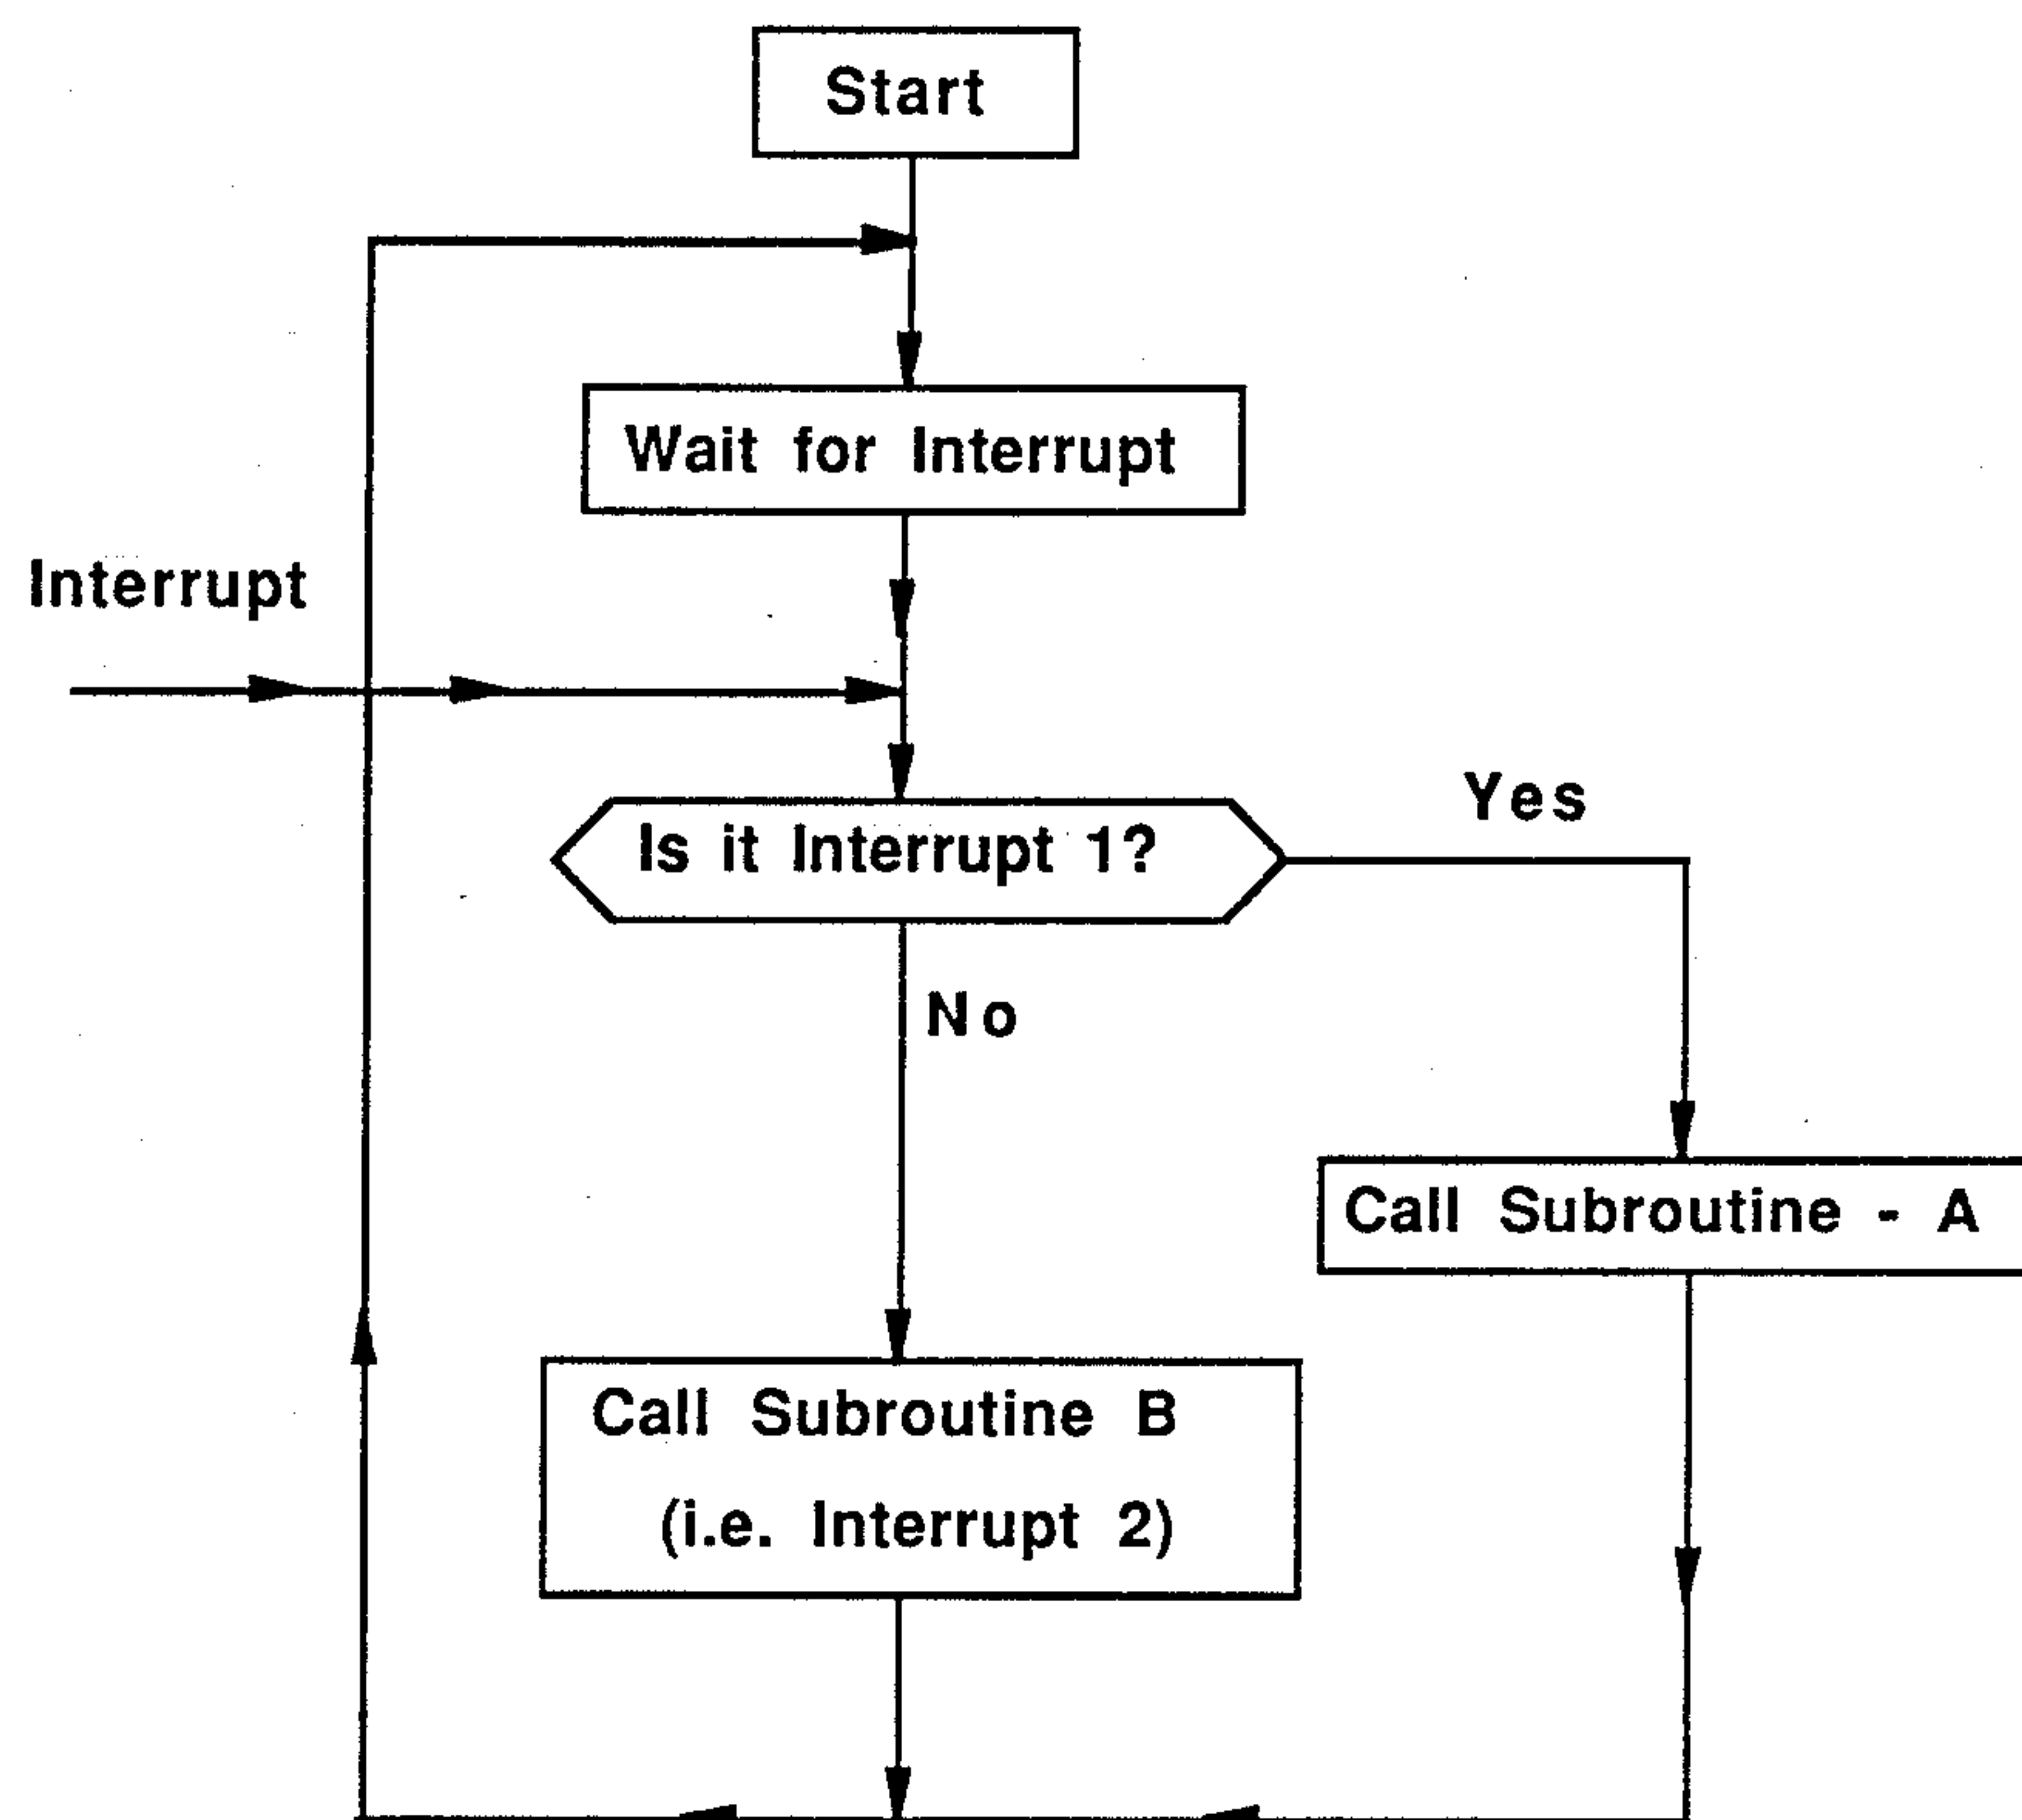 Start
Wait for Interrupt
Interrupt
Is it Interrupt 1?
Yes
No
Call Subroutine - A
Call Subroutine B
(i.e. Interrupt 2)